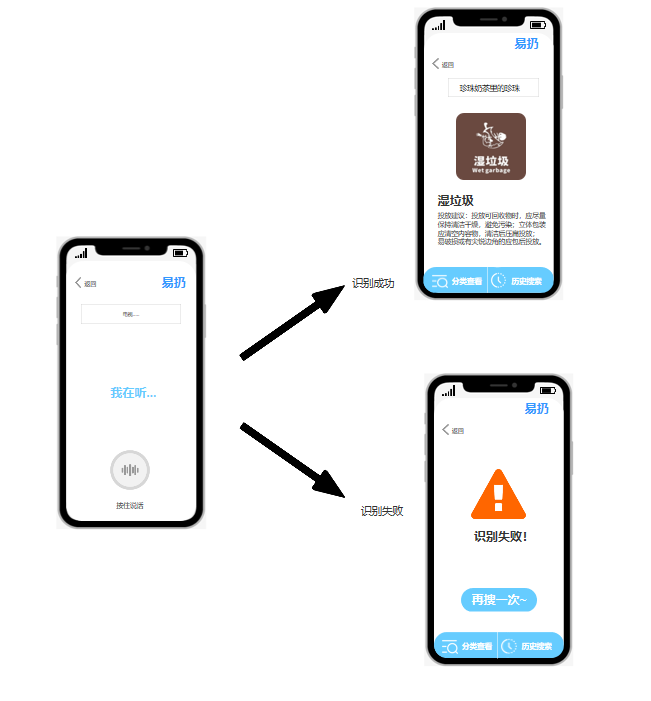 返回
易扔
我在听...
按住说话
识别成功
识别失败
易扔
返回
珍珠奶茶里的珍珠
湿垃圾
Wet garbage
湿垃圾
投放建议：投放可回收物时，应尽量
保持清洁干燥，避免污染；立体包装
应清空内容物，清洁后压扁投放；
易破损或有尖锐边角的应包后投放。
分类查看
历史搜索
易扔
返回
识别失败！
再搜一次~
分类查看
历史搜索